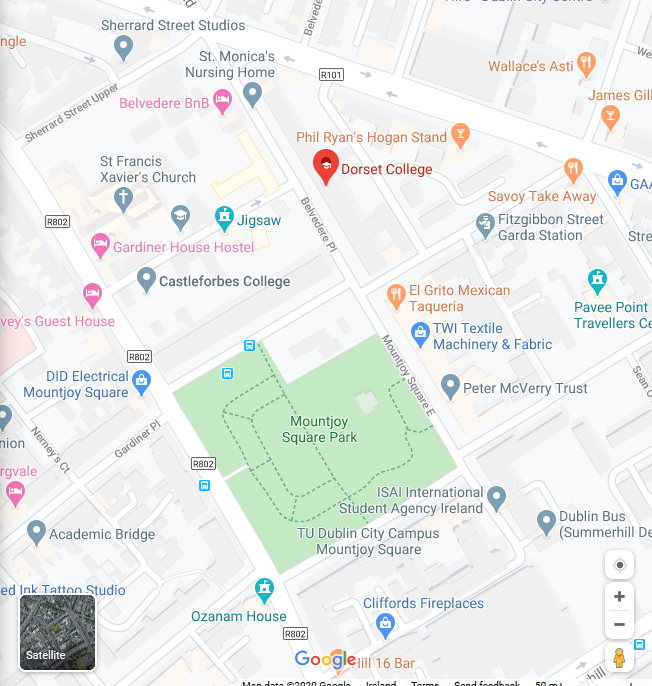 Hire - Dublin City Centre
Sherrard Street Studios
Belvedere
ngle
St. Monica's
Nursing Home
Wallace's Asti
R101
James Gill
Belvedere BnB
Sherrard Street Upper
Phil Ryan's Hogan Stand
St Francis
Xavier's Church
Dorset College
Savoy Take Away
GAA
R802
Jigsaw
Belvedere Pl
Fitzgibbon Street
Garda Station
Stre
Gardiner House Hostel
Castleforbes College
El Grito Mexican
Taqueria
Pavee Point
Travellers Ce
vey's Guest House
TWI Textile
Machinery & Fabric
R802
Mountjoy Square E
DID Electrical
Mountjoy Square
Peter McVerry Trust
Sean O
Mountjoy
Square Park
Gardiner Pl
nion
Nerney's Ct
R802
rgvale
ISAI International
Student Agency Ireland
Dublin Bus
(Summerhill De
Academic Bridge
TU Dublin City Campus
Mountjoy Square
ed Ink Tattoo Studio
Ozanam House
Cliffords Fireplaces
R802
Satellite
Google
Hill 16 Bar
Map data ©2020 Google
Ireland
Terms
Send feedback
50 m